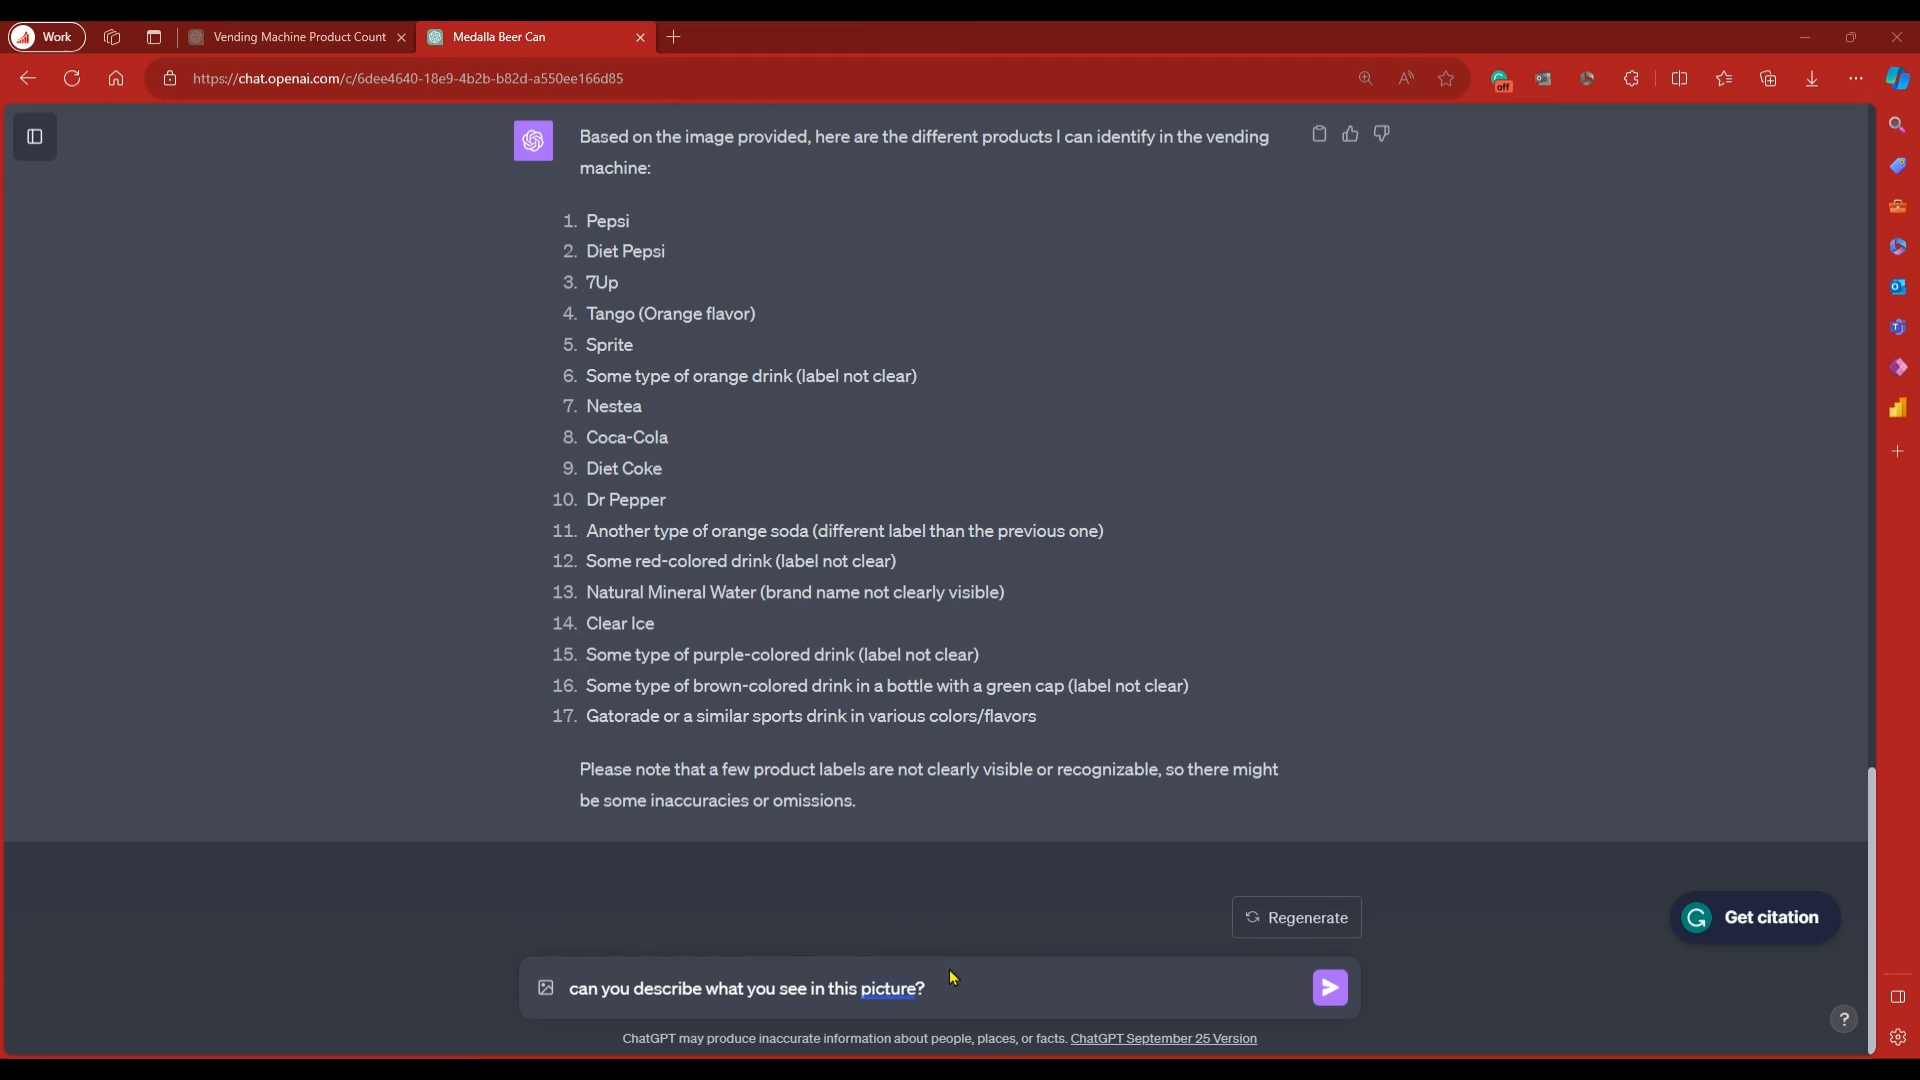 Work
Vending Machine Product Count
Medalla Beer Can
https://chat.openai.com/c/6dee4640-18e9-4b2b-b82d-a550ee166d85
off
Based on the image provided, here are the different products I can identify in the vending
machine:
1. Pepsi
2. Diet Pepsi
3. 7Up
4. Tango (Orange flavor)
5. Sprite
6. Some type of orange drink (label not clear)
7. Nestea
8. Coca-Cola
9. Diet Coke
10. Dr Pepper
11. Another type of orange soda (different label than the previous one)
12. Some red-colored drink (label not clear)
13. Natural Mineral Water (brand name not clearly visible)
14. Clear Ice
15. Some type of purple-colored drink (label not clear)
16. Some type of brown-colored drink in a bottle with a green cap (label not clear)
17. Gatorade or a similar sports drink in various colors/flavors
Please note that a few product labels are not clearly visible or recognizable, so there might
be some inaccuracies or omissions.
Regenerate
Get citation
can you describe what you see in this picture?
?
ChatGPT may produce inaccurate information about people, places, or facts. ChatGPT September 25 Version